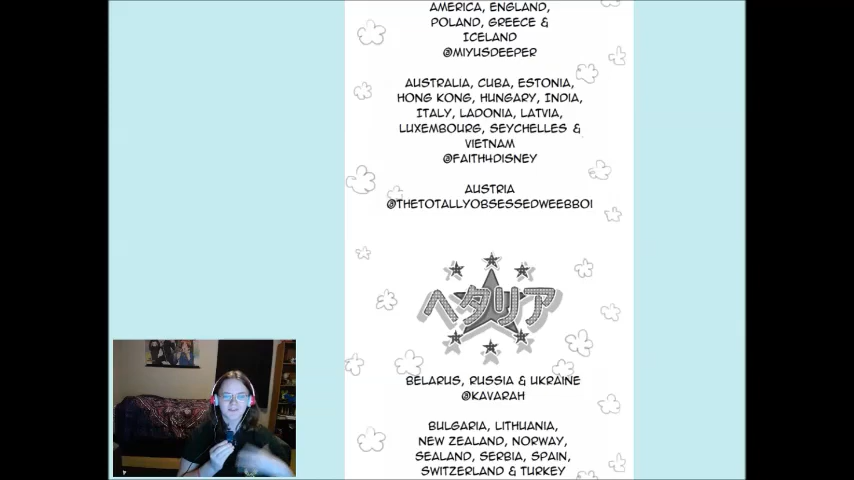 AMERICA, ENGLAND,
POLAND, GREECE &
ICELAND
@MIYUSDEEPER
AUSTRALIA, CUBA, ESTONIA,
HONG KONG, HUNGARY, INDIA,
ITALY, LADONIA, LATVIA,
LUXEMBOURG, SEYCHELLES &
VIETNAM
@FAITH4DISNEY
AUSTRIA
@THETOTALLYOBSESSEDWEEBBOI
ヘタリア
BELARUS, RUSSIA & UKRAINE
@KAVARAH
BULGARIA, LITHUANIA,
NEW ZEALAND, NORWAY,
SEALAND, SERBIA, SPAIN,
SWITZERLAND & TURKEY